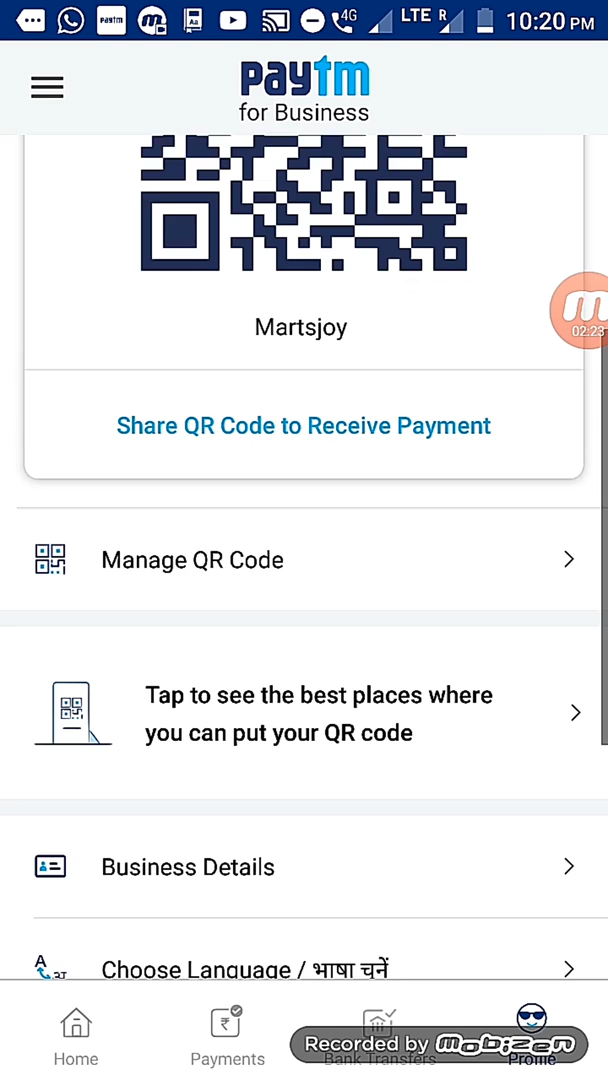 paytm
4G
LTE R
10:20 PM
paytm
for Business
Martsjoy
02:23
Share QR Code to Receive Payment
Manage QR Code
Tap to see the best places where
you can put your QR code
Business Details
Choose Language / भाषा चुनें
Home
Payments
Bank Transfers
Profile
Recorded by mobizen